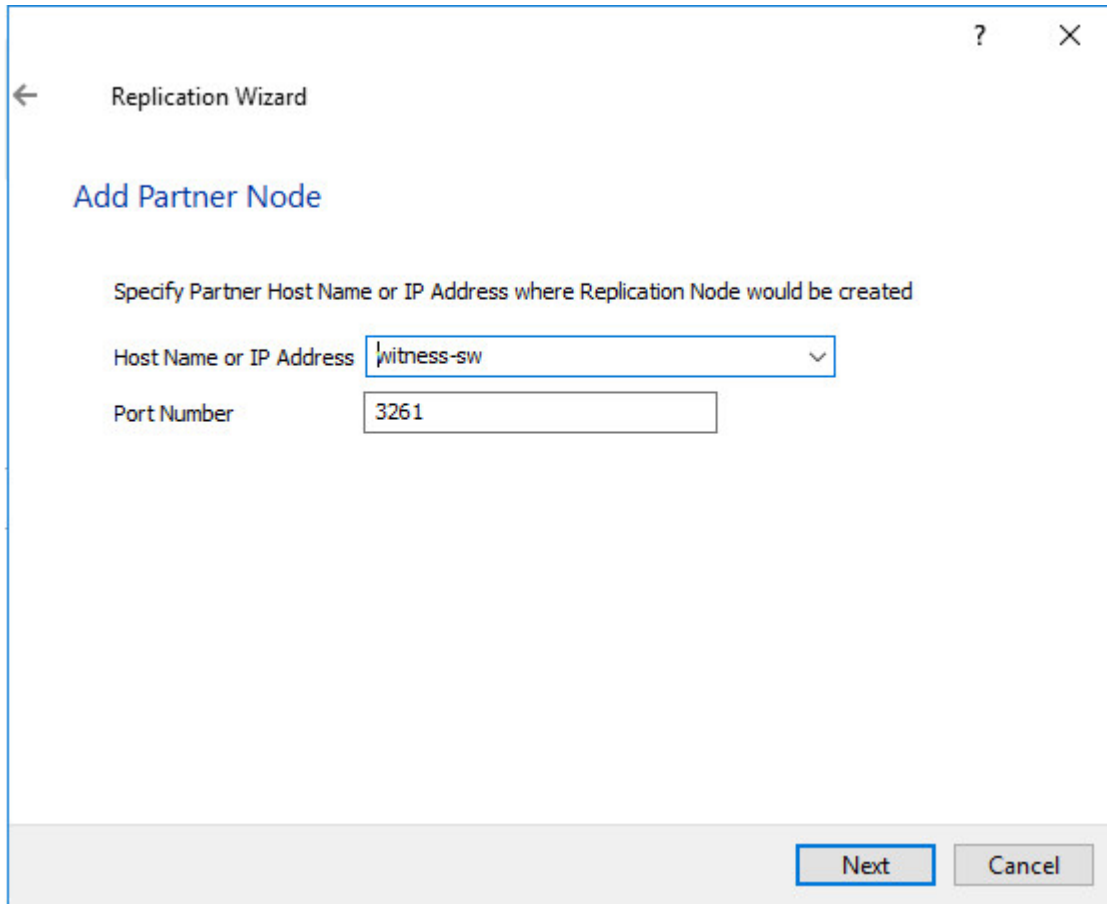 ?
Replication Wizard
Add Partner Node
Specify Partner Host Name or IP Address where Replication Node would be created
Host Name or IP Address witness-sw
Port Number 3261
Next Cancel